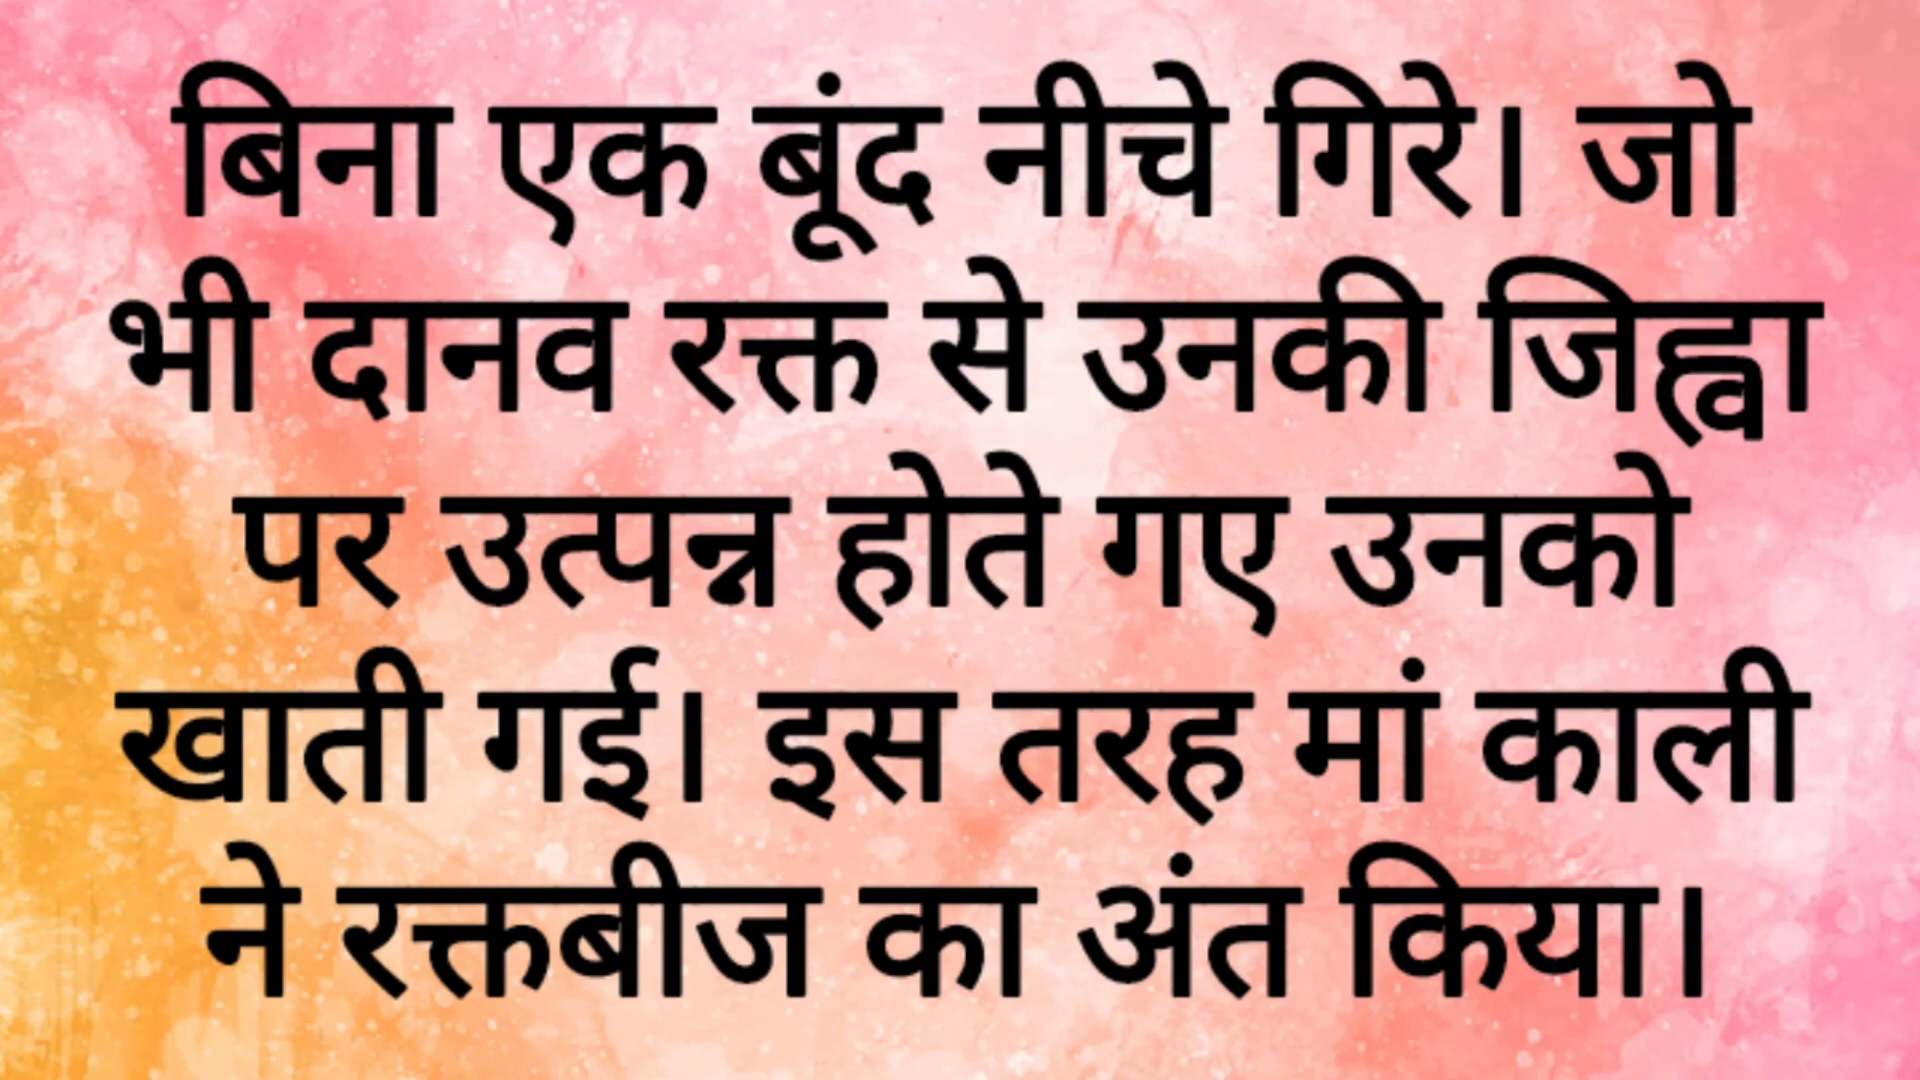 बिना एक बूंद नीचे गिरे। जो
भी दानव रक्त से उनकी जिह्वा
पर उत्पन्न होते गए उनको
खाती गई। इस तरह मां काली
ने रक्तबीज का अंत किया।